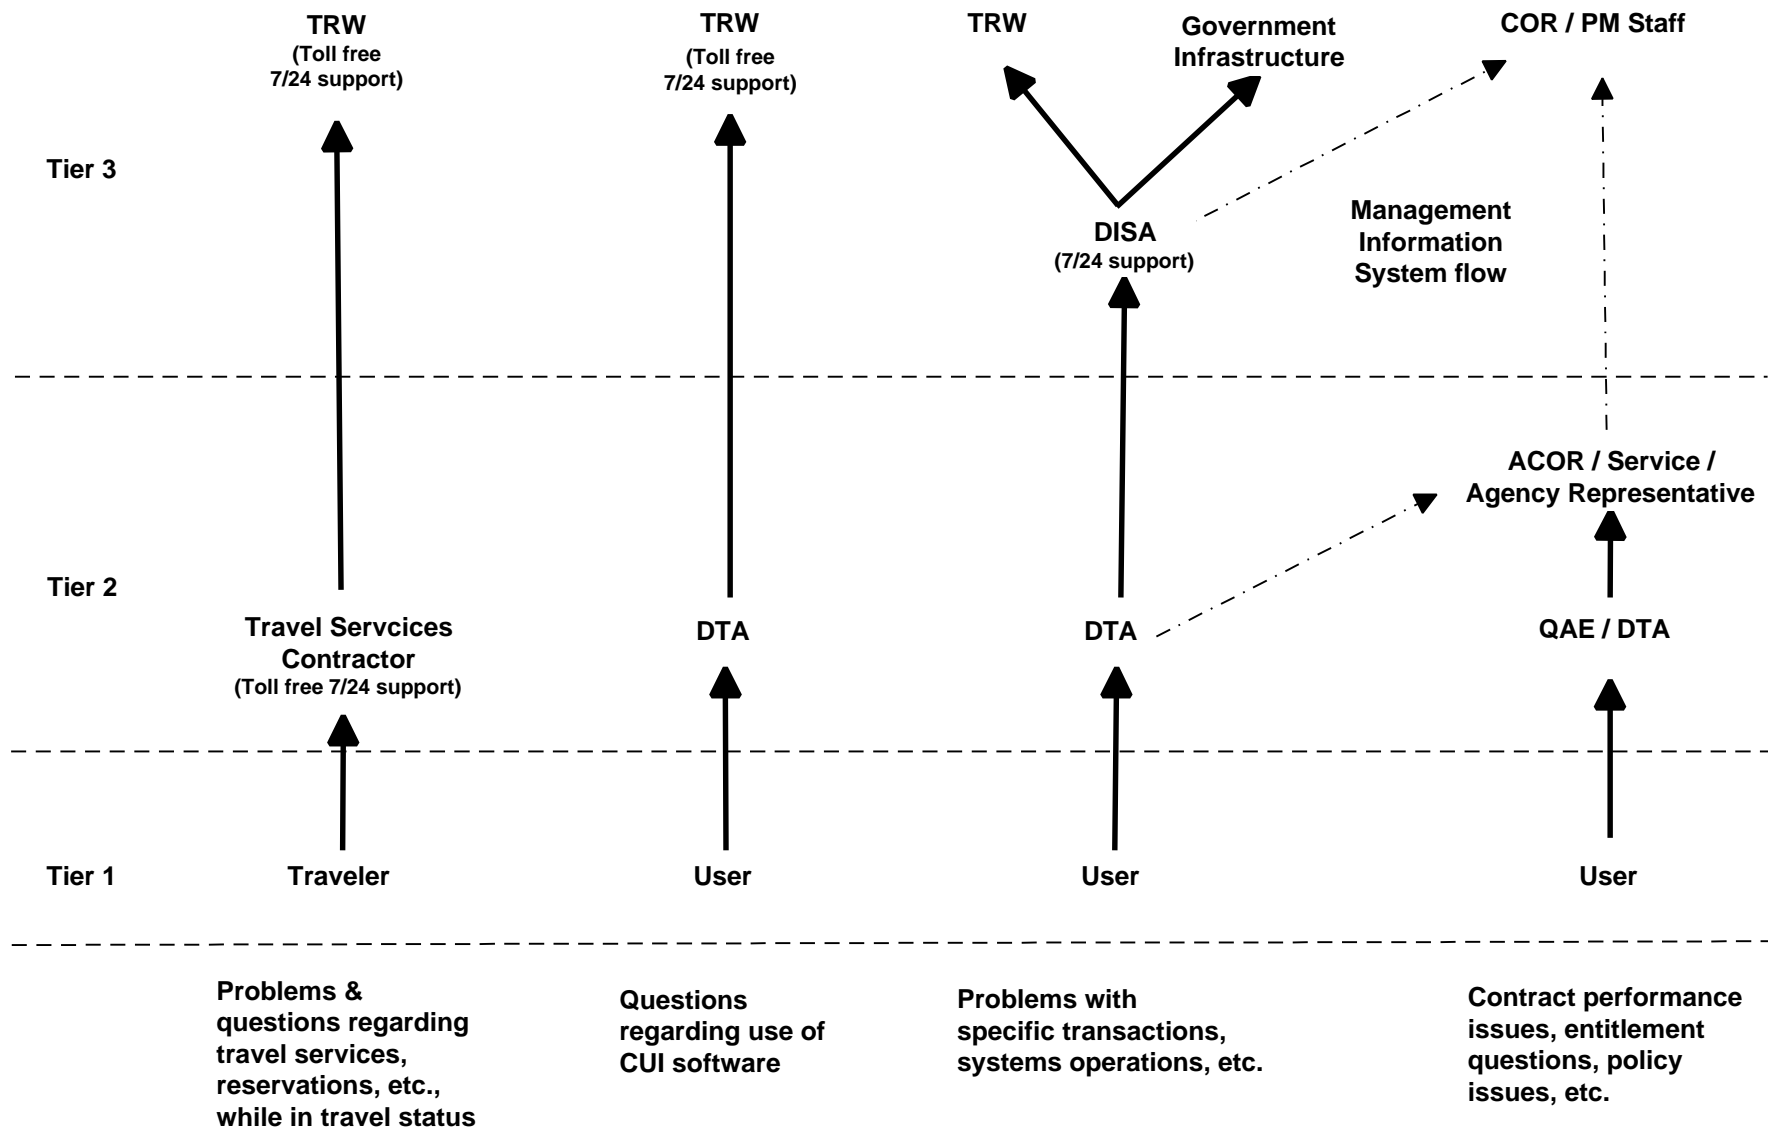 TRW
(Toll free
7/24 support)
TRW
(Toll free
7/24 support)
TRW
Government
Infrastructure
COR / PM Staff
Tier 3
DISA
(7/24 support)
Management
Information
System flow
ACOR / Service /
Agency Representative
Tier 2
Travel Servcices
Contractor
(Toll free 7/24 support)
DTA
DTA
QAE / DTA
Tier 1
Traveler
User
User
User
Problems &
questions regarding
travel services,
reservations, etc.,
while in travel status
Questions
regarding use of
CUI software
Problems with
specific transactions,
systems operations, etc.
Contract performance
issues, entitlement
questions, policy
issues, etc.